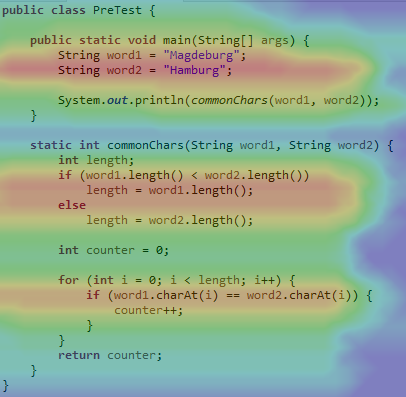 public class PreTest {
public static void main(String[] args) {
String word1 = "Magdeburg";
String word2 = "Hamburg";
System.out.println(commonChars(word1, word2));
}
static int commonChars(String word1, String word2) {
int length;
if (word1.length() < word2.length())
length = word1.length();
else
length = word2.length();
int counter = 0;
for (int i = 0; i < length; i++) {
if (word1.charAt(i) == word2.charAt(i)) {
counter++;
}
}
return counter;
}
}